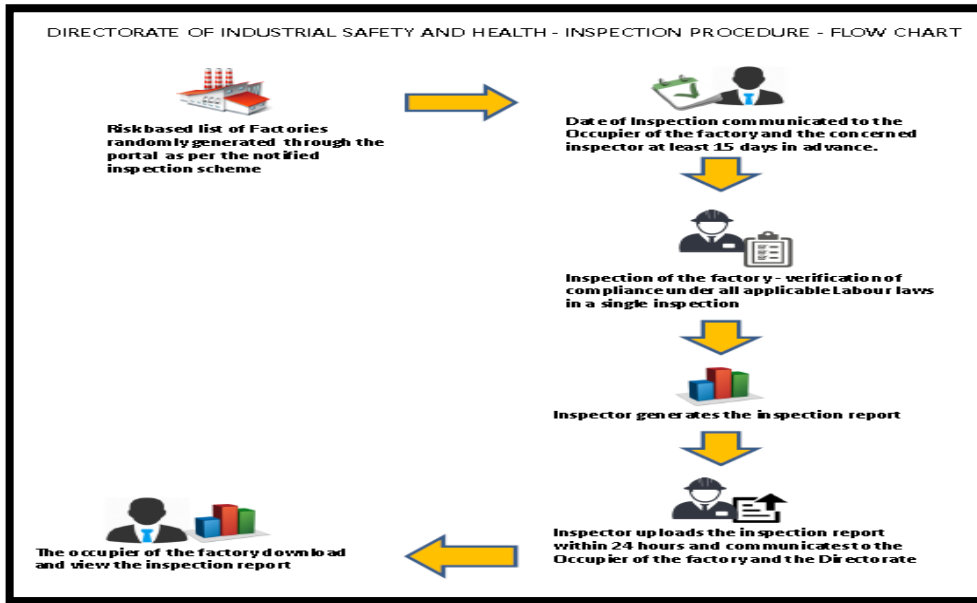 DIRECTORATE OF INDUSTRIAL SAFETY AND HEALTH - INSPECTION PROCEDURE - FLOW CHART
Risk based list of Factories
randomly generated through the
portal as per the notified
inspection scheme
Date of Inspection communicated to the
Occupier of the factory and the concerned
inspector at least 15 days in advance.
Inspection of the factory - verification of
compliance under all applicable Labour laws
in a single inspection
Inspector generates the inspection report
Inspector uploads the inspection report
within 24 hours and communicates to the
Occupier of the factory and the Directorate
The occupier of the factory download
and view the inspection report